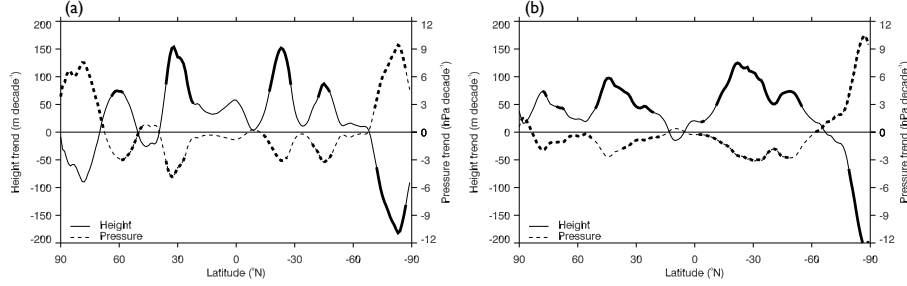 (a)
200
150
100
50
0
-50
-100
-150
-200
Height trend (m decade⁻¹)
12
9
6
3
0
-3
-6
-9
-12
Pressure trend (hPa decade⁻¹)
Height
Pressure
90 60 30 0 -30 -60 -90
Latitude (°N)
(b)
200
150
100
50
0
-50
-100
-150
-200
Height trend (m decade⁻¹)
12
9
6
3
0
-3
-6
-9
-12
Pressure trend (hPa decade⁻¹)
Height
Pressure
90 60 30 0 -30 -60 -90
Latitude (°N)